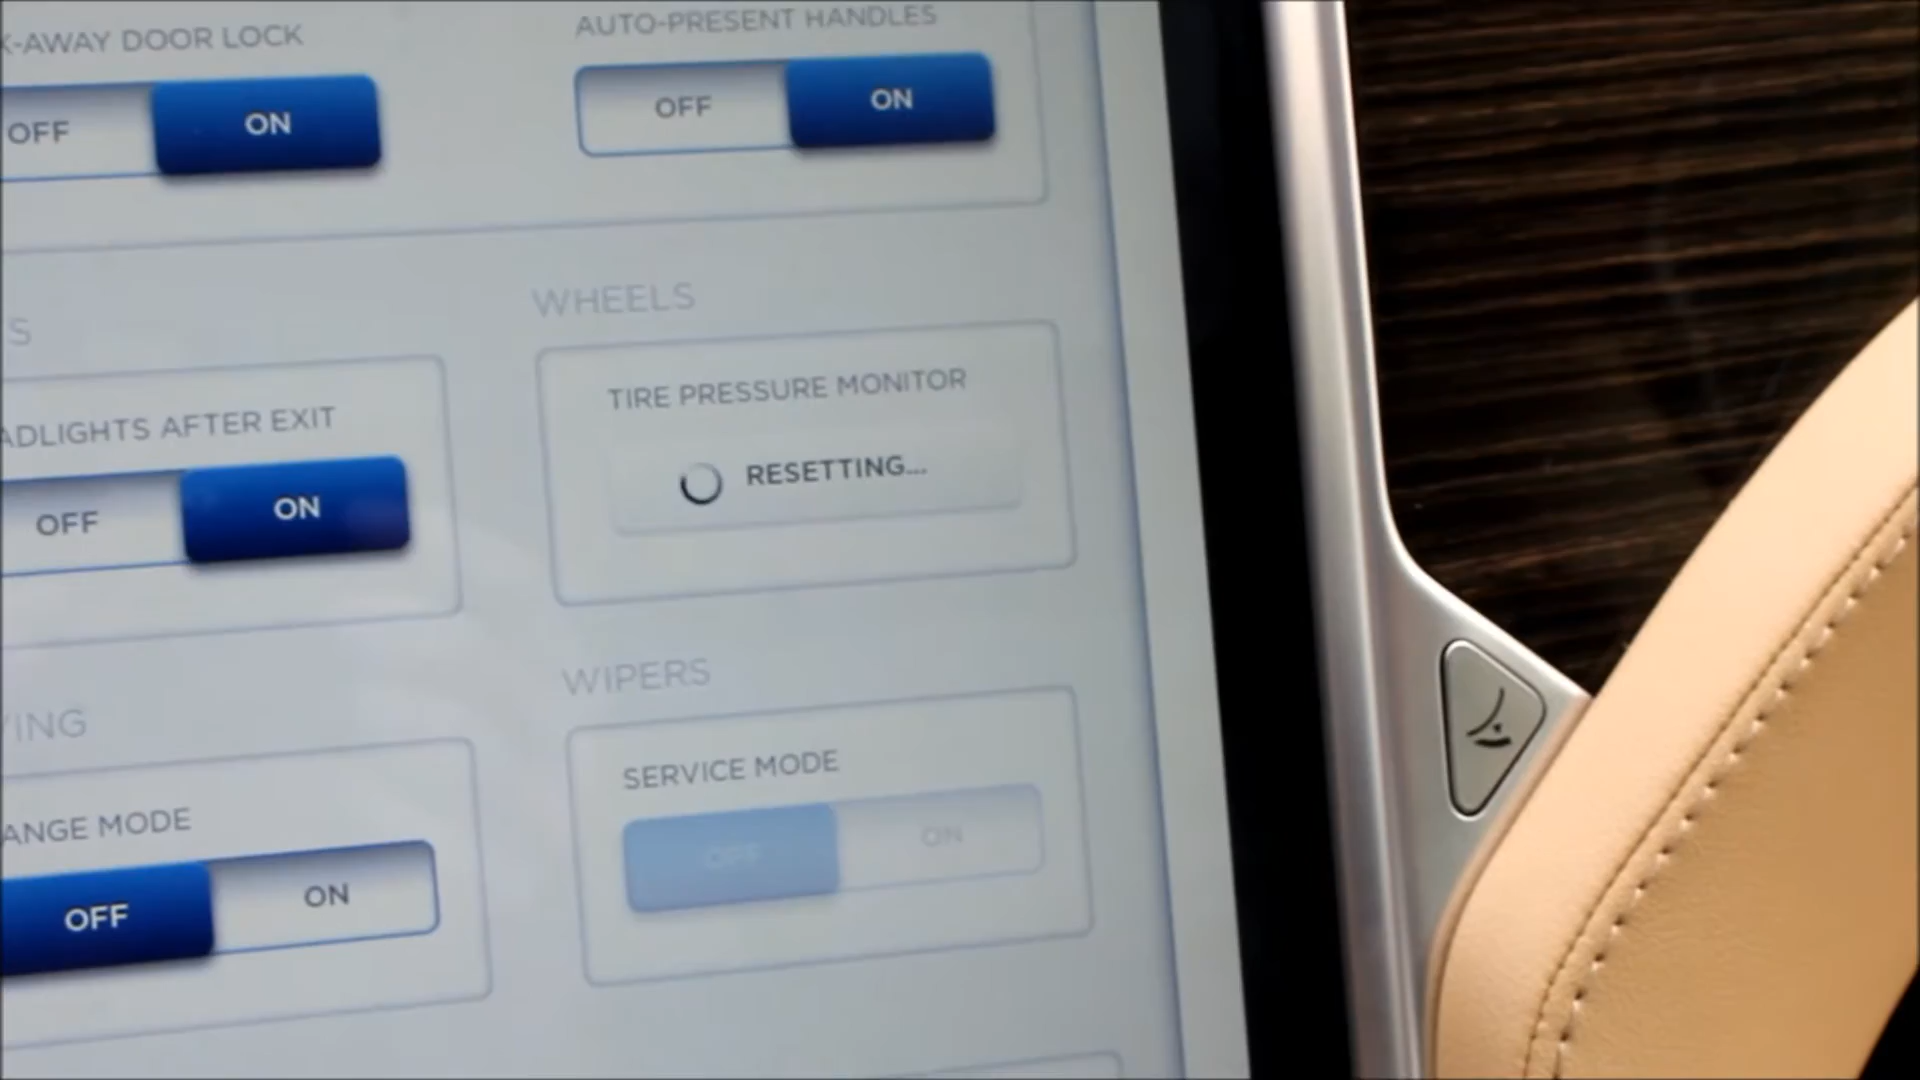 K-AWAY DOOR LOCK
OFF ON
AUTO-PRESENT HANDLES
OFF ON
S
ADLIGHTS AFTER EXIT
OFF ON
WHEELS
TIRE PRESSURE MONITOR
RESETTING...
VING
ANGE MODE
OFF ON
WIPERS
SERVICE MODE
OFF ON